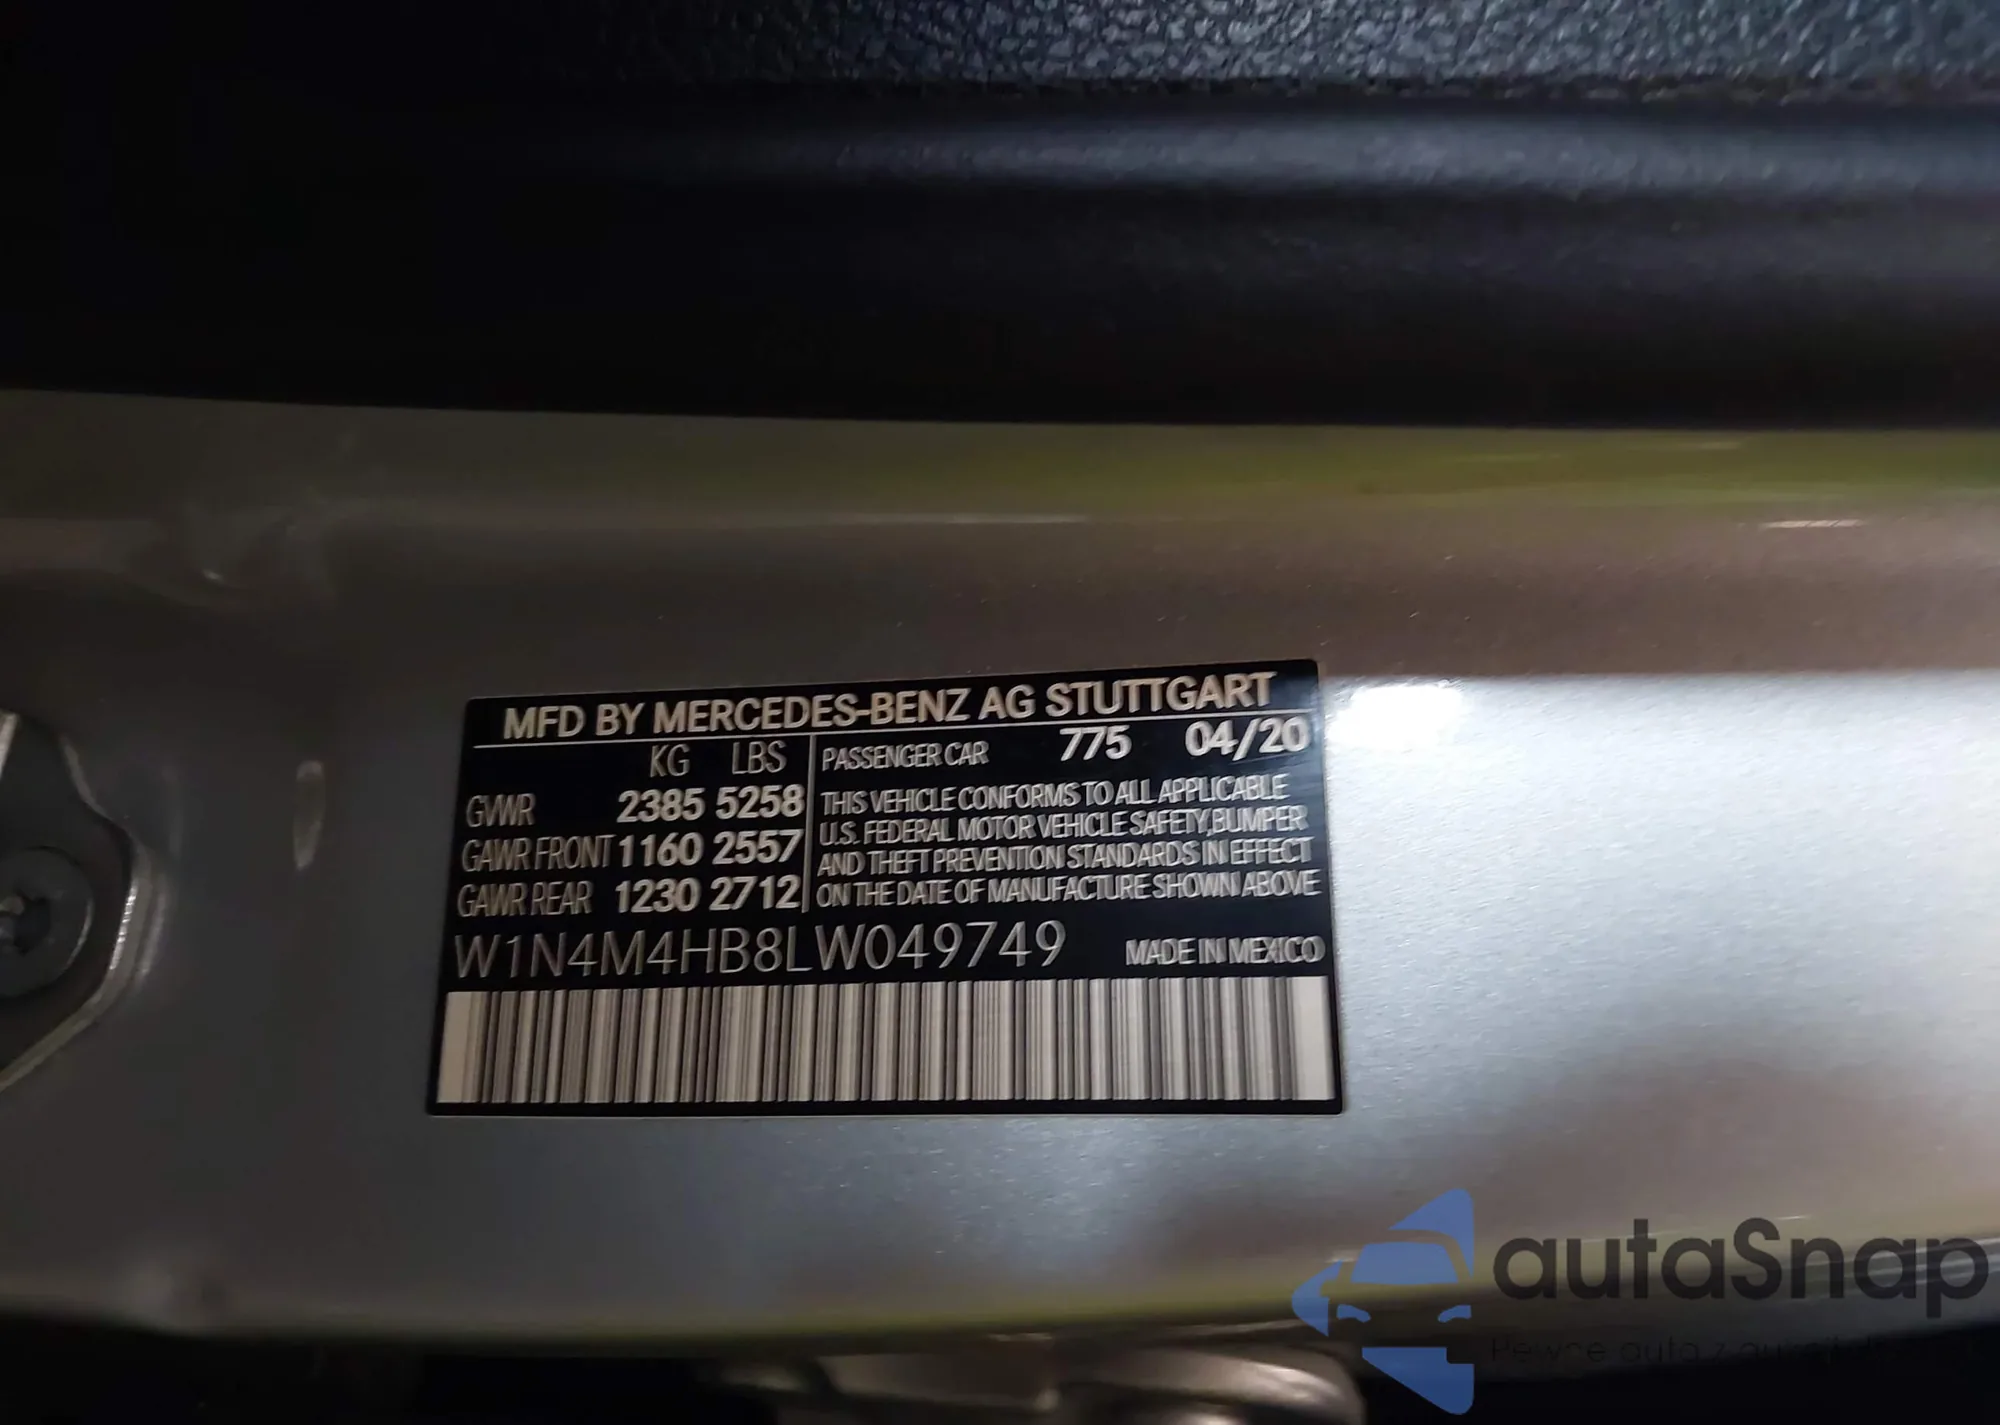 MFD BY MERCEDES-BENZ AG STUTTGART
KG LBS
GVWR 2385 5258
GAWR FRONT 1160 2557
GAWR REAR 1230 2712
PASSENGER CAR 775 04/20
THIS VEHICLE CONFORMS TO ALL APPLICABLE
U.S. FEDERAL MOTOR VEHICLE SAFETY,BUMPER
AND THEFT PREVENTION STANDARDS IN EFFECT
ON THE DATE OF MANUFACTURE SHOWN ABOVE
W1N4M4HB8LW049749 MADE IN MEXICO
autaSnap
auto z